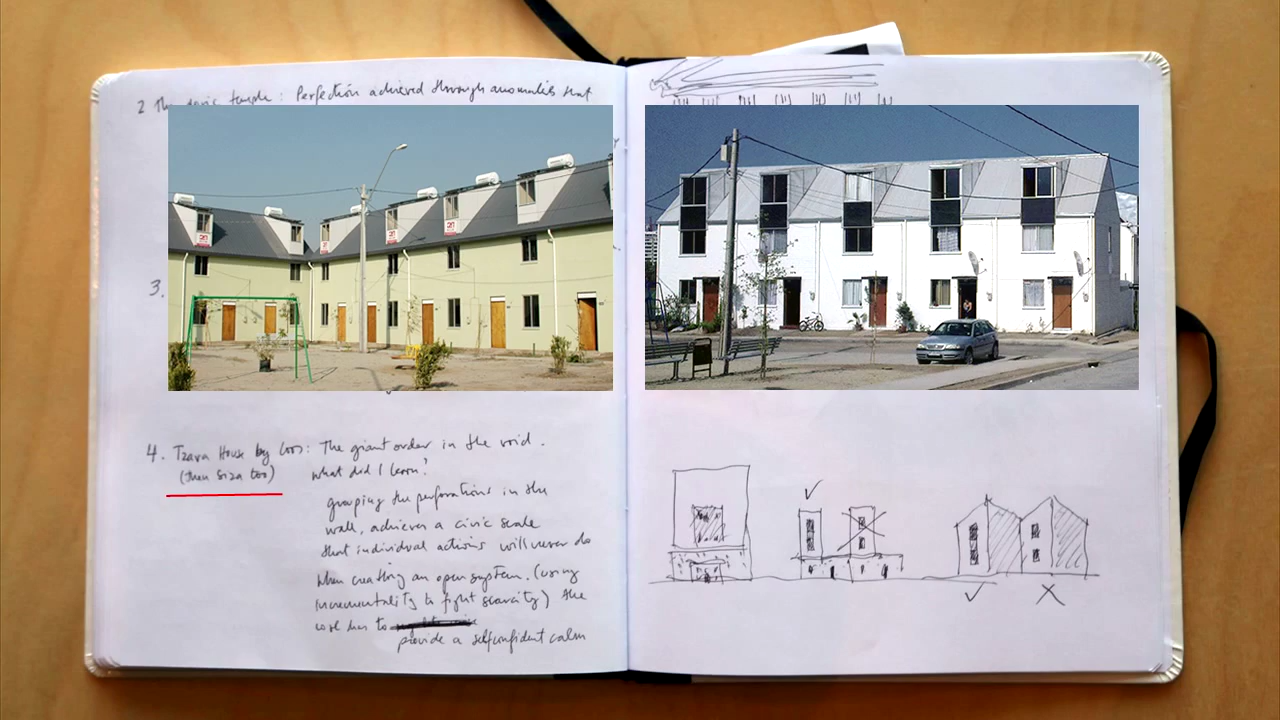 2 The doric temple: Perfection achieved through anomalies that
3.
4. Tzara House by Loos: The giant order in the void.
(then Siza too) What did I learn?
grouping the perforations in the
wall, achieves a civic scale
that individual actions will never do
When creating an open system, (using
incrementality to fight scarcity) the
has to
provide a selfconfident calm